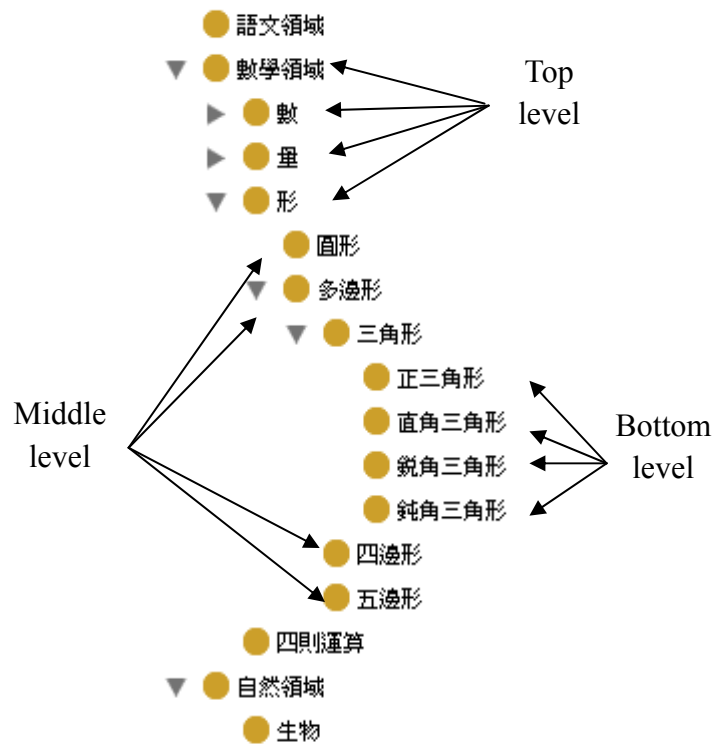 語文領域
數學領域
數
量
形
圓形
多邊形
三角形
正三角形
直角三角形
鋭角三角形
鈍角三角形
四邊形
五邊形
四則運算
自然領域
生物
Top
level
Middle
level
Bottom
level